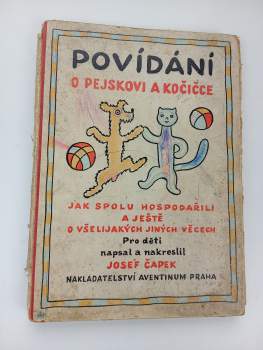 POVÍDÁNÍ
O PEJSKOVI A KOČIČCE
JAK SPOLU HOSPODAŘILI
A JEŠTĚ
O VŠELIJAKÝCH JINÝCH VĚCECH
Pro děti
napsal a nakreslil
JOSEF ČAPEK
NAKLADATELSTVÍ AVENTINUM PRAHA